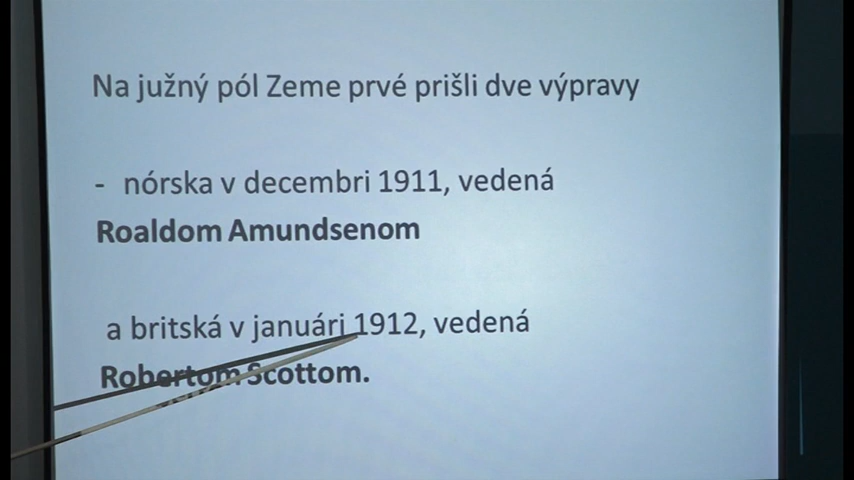 Na južný pól Zeme prvé prišli dve výpravy
- nórska v decembri 1911, vedená
Roaldom Amundsenom
a britská v januári 1912, vedená
Robertom Scottom.